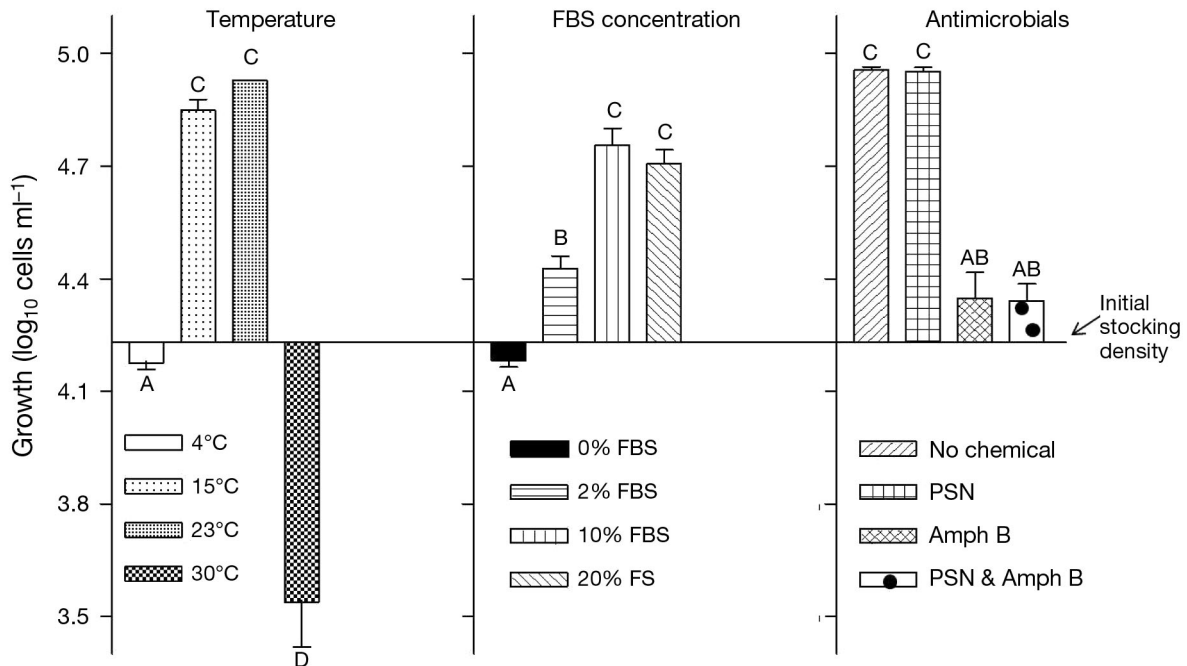 Temperature
FBS concentration
Antimicrobials
Growth (log10 cells ml–1)
5.0
4.7
4.4
4.1
3.8
3.5
A
C
C
D
4°C
15°C
23°C
30°C
A
B
C
C
0% FBS
2% FBS
10% FBS
20% FS
C
C
AB
AB
Initial
stocking
density
No chemical
PSN
Amph B
PSN & Amph B